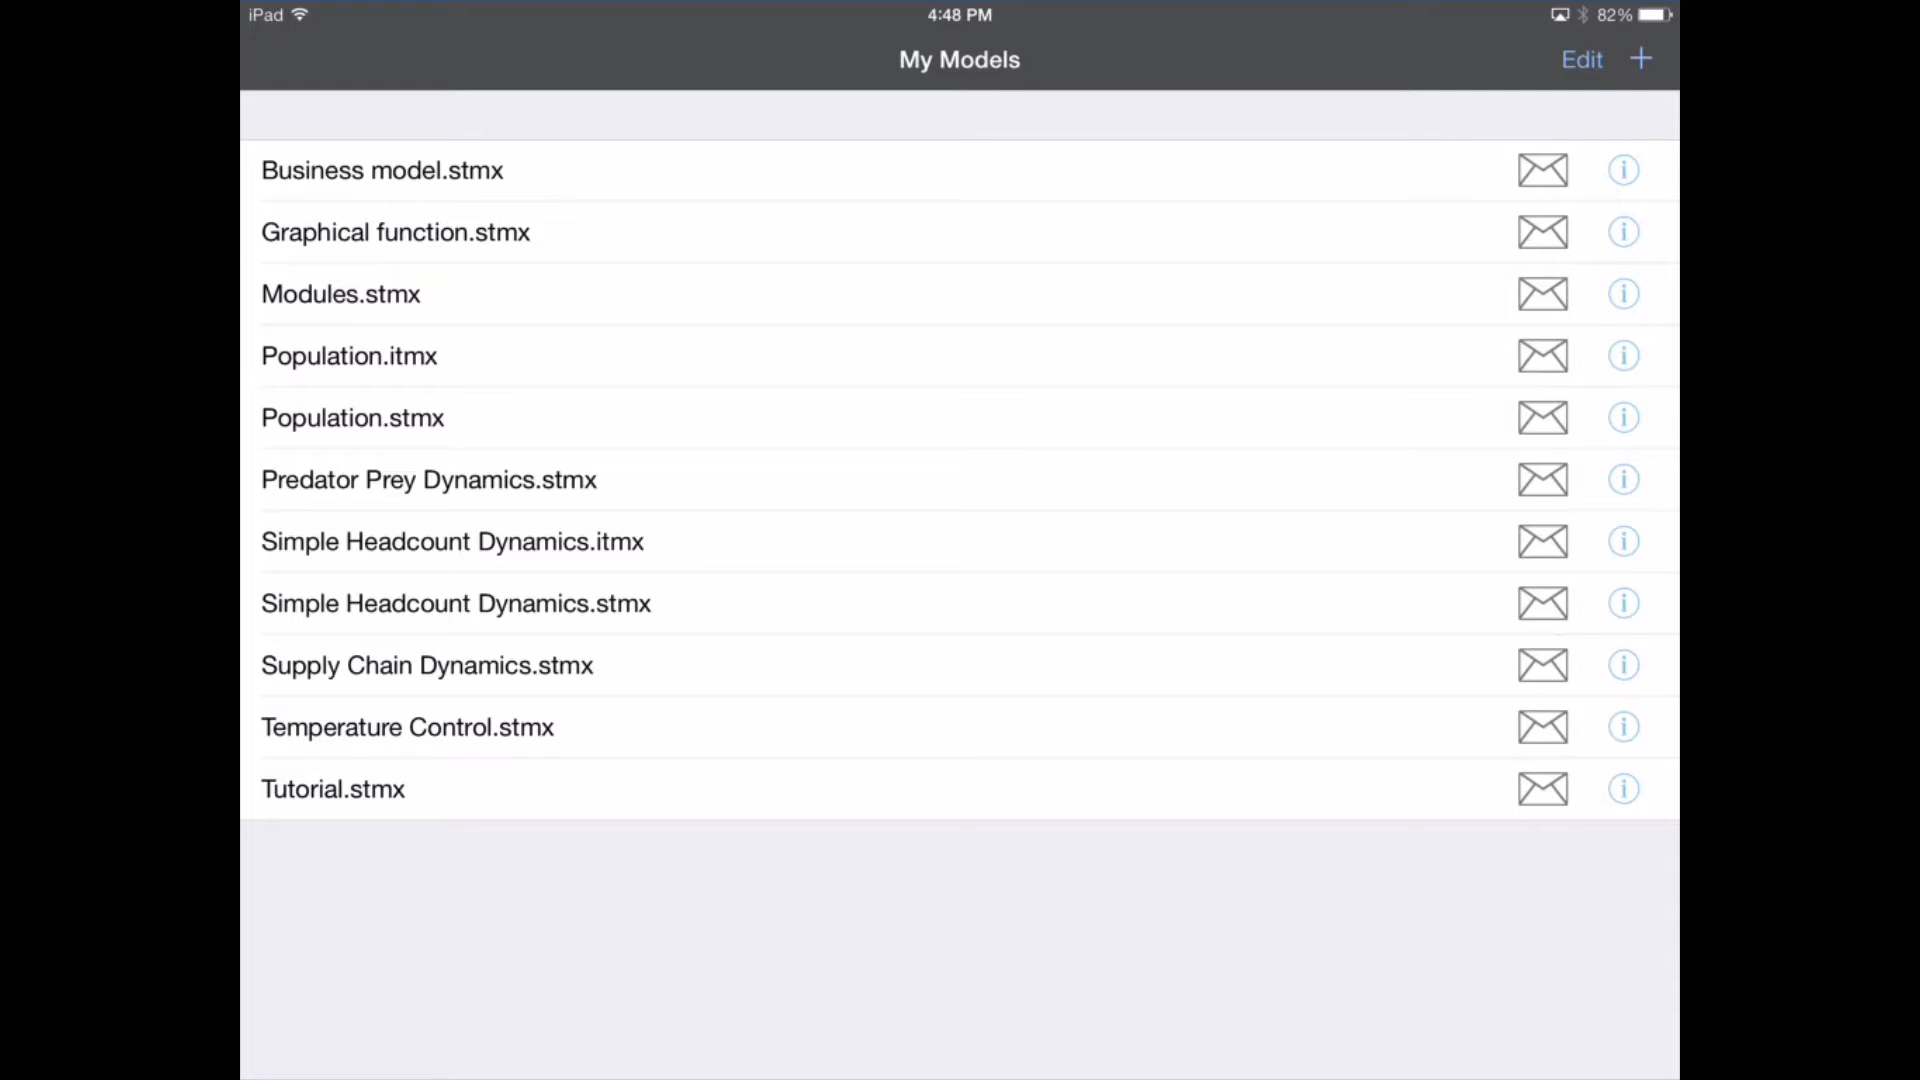 iPad 4:48 PM 82%
My Models Edit +
Business model.stmx
Graphical function.stmx
Modules.stmx
Population.itmx
Population.stmx
Predator Prey Dynamics.stmx
Simple Headcount Dynamics.itmx
Simple Headcount Dynamics.stmx
Supply Chain Dynamics.stmx
Temperature Control.stmx
Tutorial.stmx